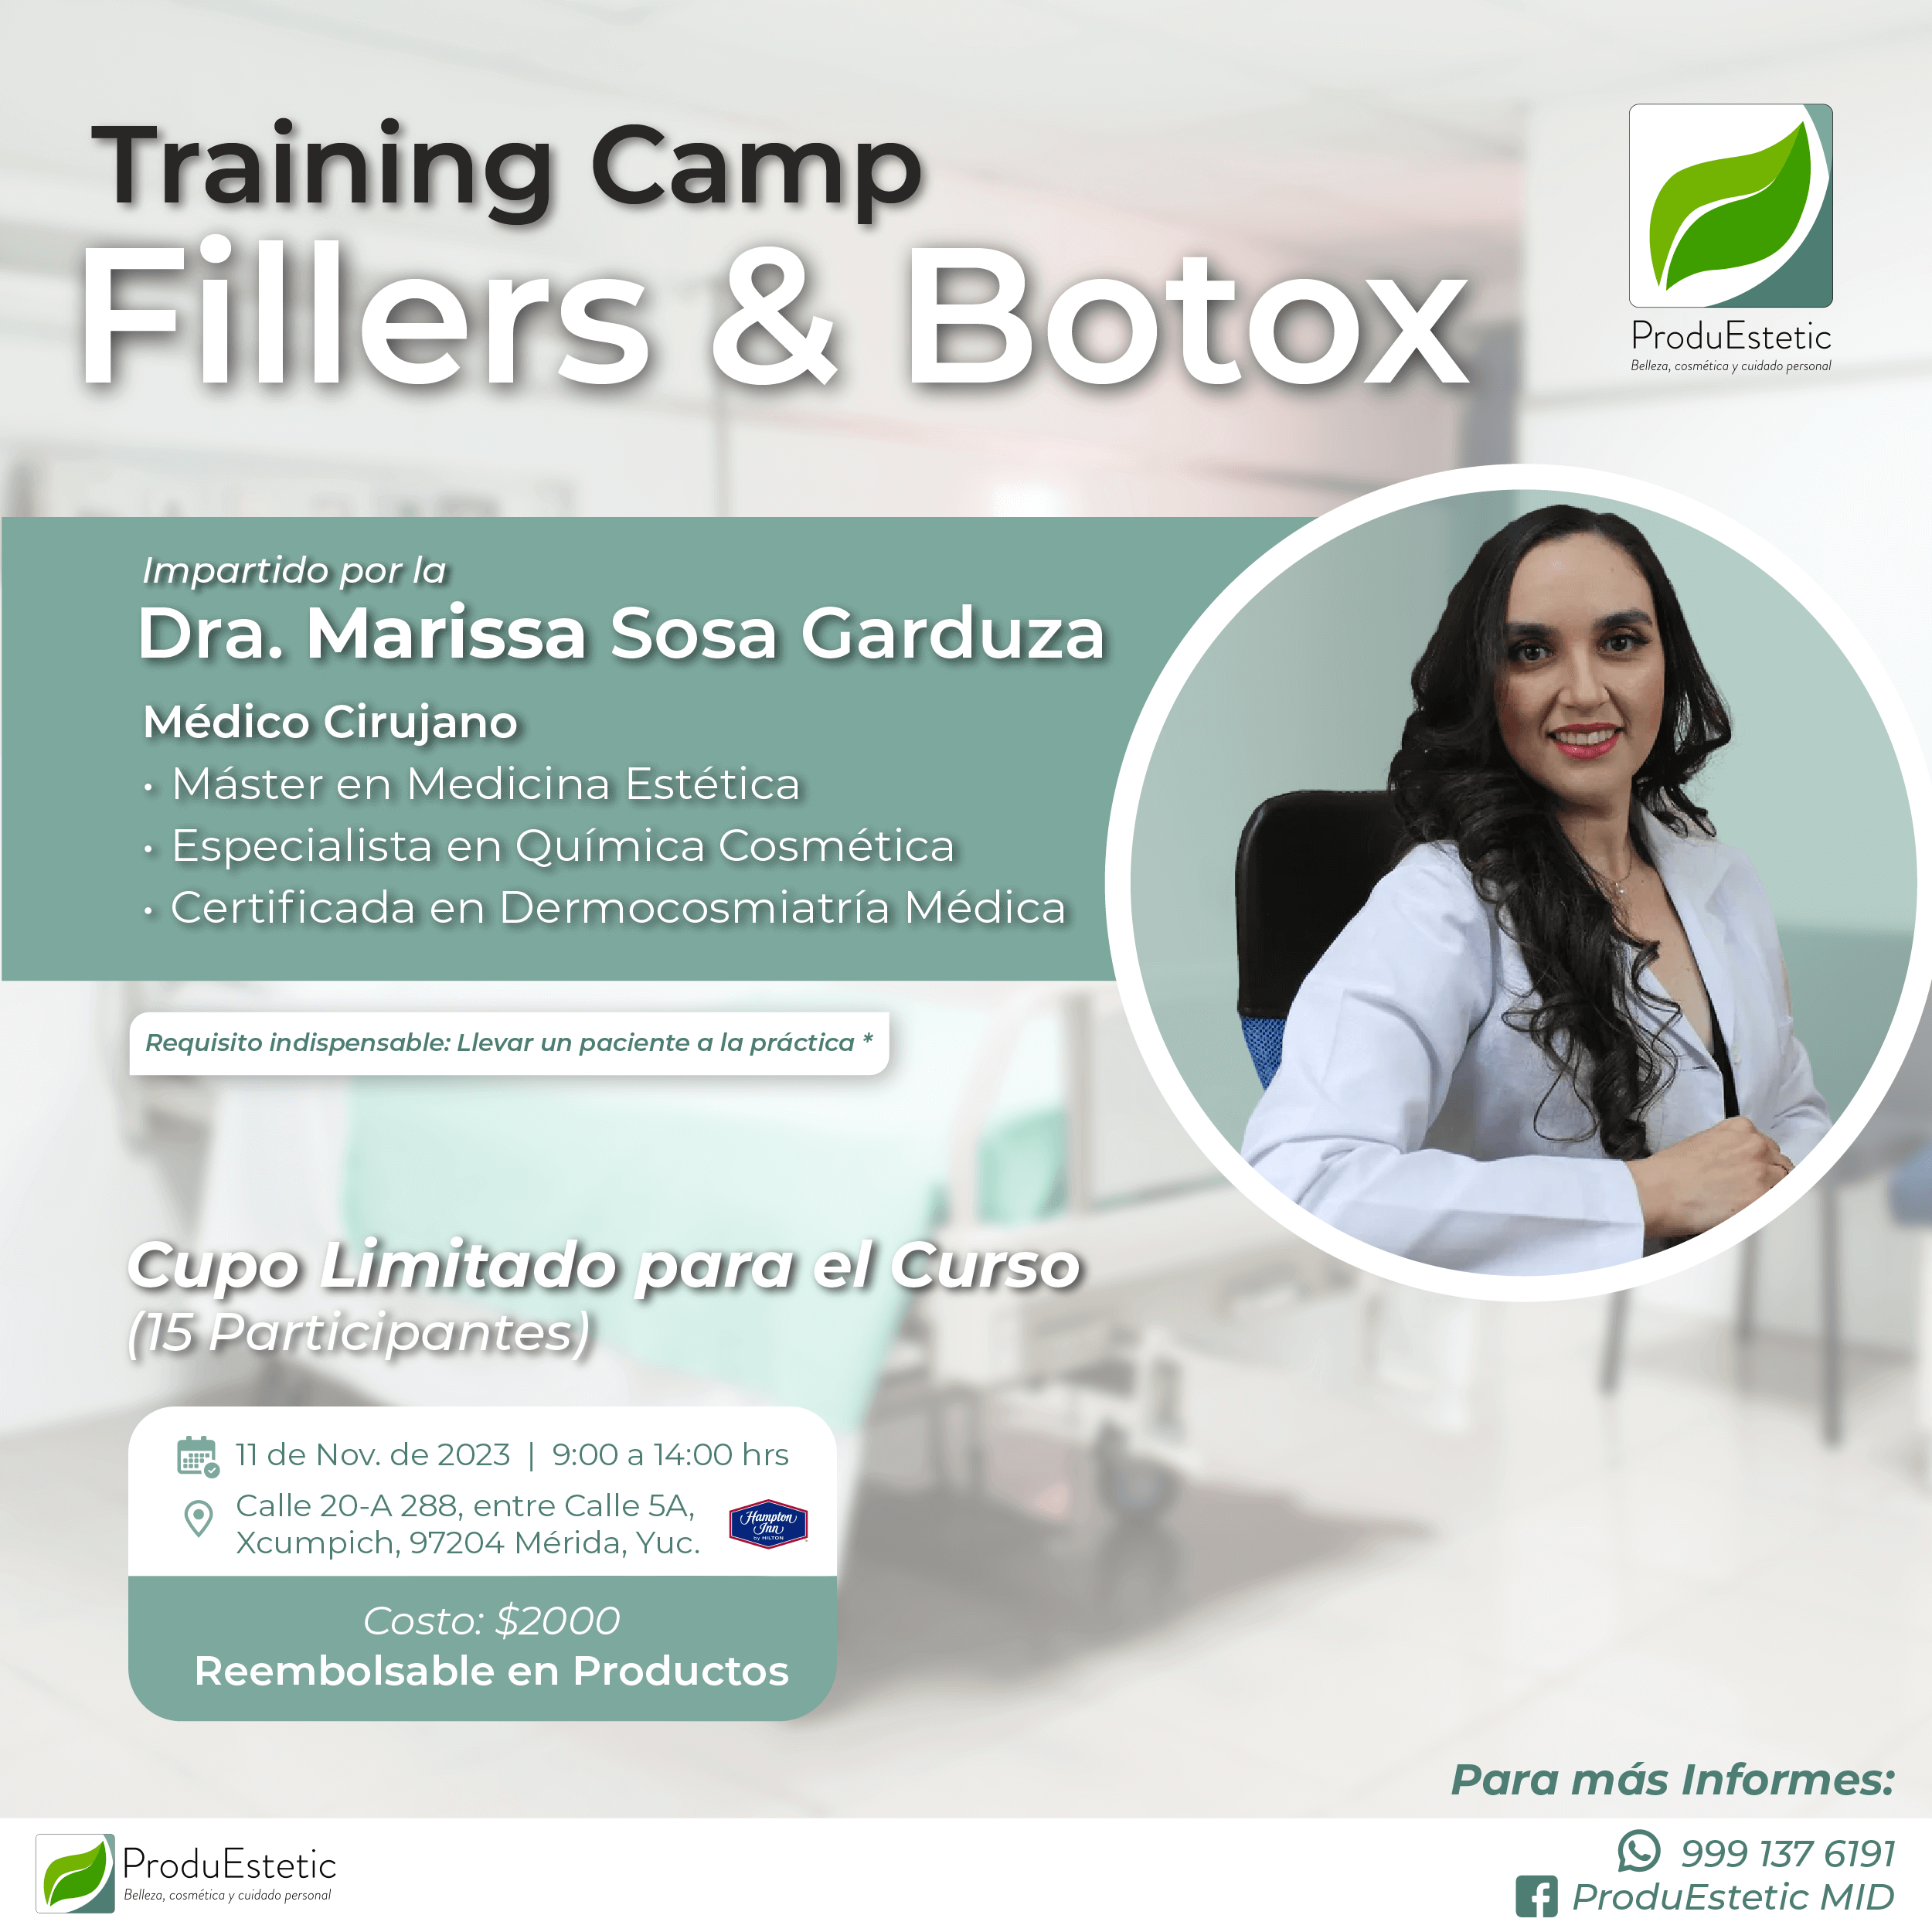 Training Camp
Fillers & Botox
ProduEstetic
Belleza, cosmética y cuidado personal
Impartido por la
Dra. Marissa Sosa Garduza
Médico Cirujano
• Máster en Medicina Estética
• Especialista en Química Cosmética
• Certificada en Dermocosmiatría Médica
Requisito indispensable: Llevar un paciente a la práctica *
Cupo Limitado para el Curso
(15 Participantes)
11 de Nov. de 2023 | 9:00 a 14:00 hrs
Calle 20-A 288, entre Calle 5A,
Xcumpich, 97204 Mérida, Yuc.
Hampton
Inn
by HILTON
Costo: $2000
Reembolsable en Productos
Para más Informes:
999 137 6191
ProduEstetic MID
ProduEstetic
Belleza, cosmética y cuidado personal